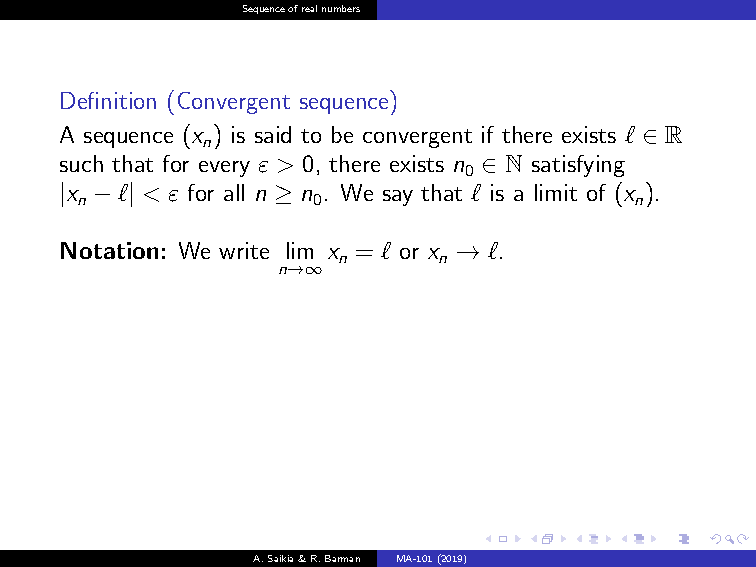 Sequence of real numbers
Definition (Convergent sequence)
A sequence (xₙ) is said to be convergent if there exists ℓ ∈ ℝ
such that for every ε > 0, there exists n₀ ∈ ℕ satisfying
|xₙ − ℓ| < ε for all n ≥ n₀. We say that ℓ is a limit of (xₙ).
Notation: We write lim xₙ = ℓ or xₙ → ℓ.
n→∞
A. Saikia & R. Barman MA-101 (2019)